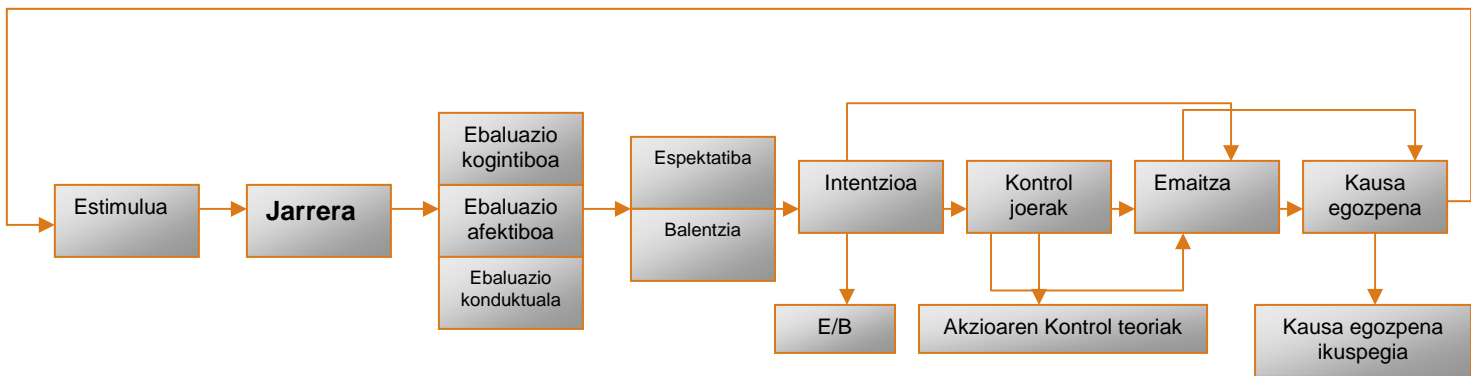 Estimulua
Jarrera
Ebaluazio
kogintiboa
Ebaluazio
afektiboa
Ebaluazio
konduktuala
Espektatiba
Balentzia
Intentzioa
Kontrol
joerak
Emaitza
Kausa
egozpena
E/B
Akzioaren Kontrol teoriak
Kausa egozpena
ikuspegia